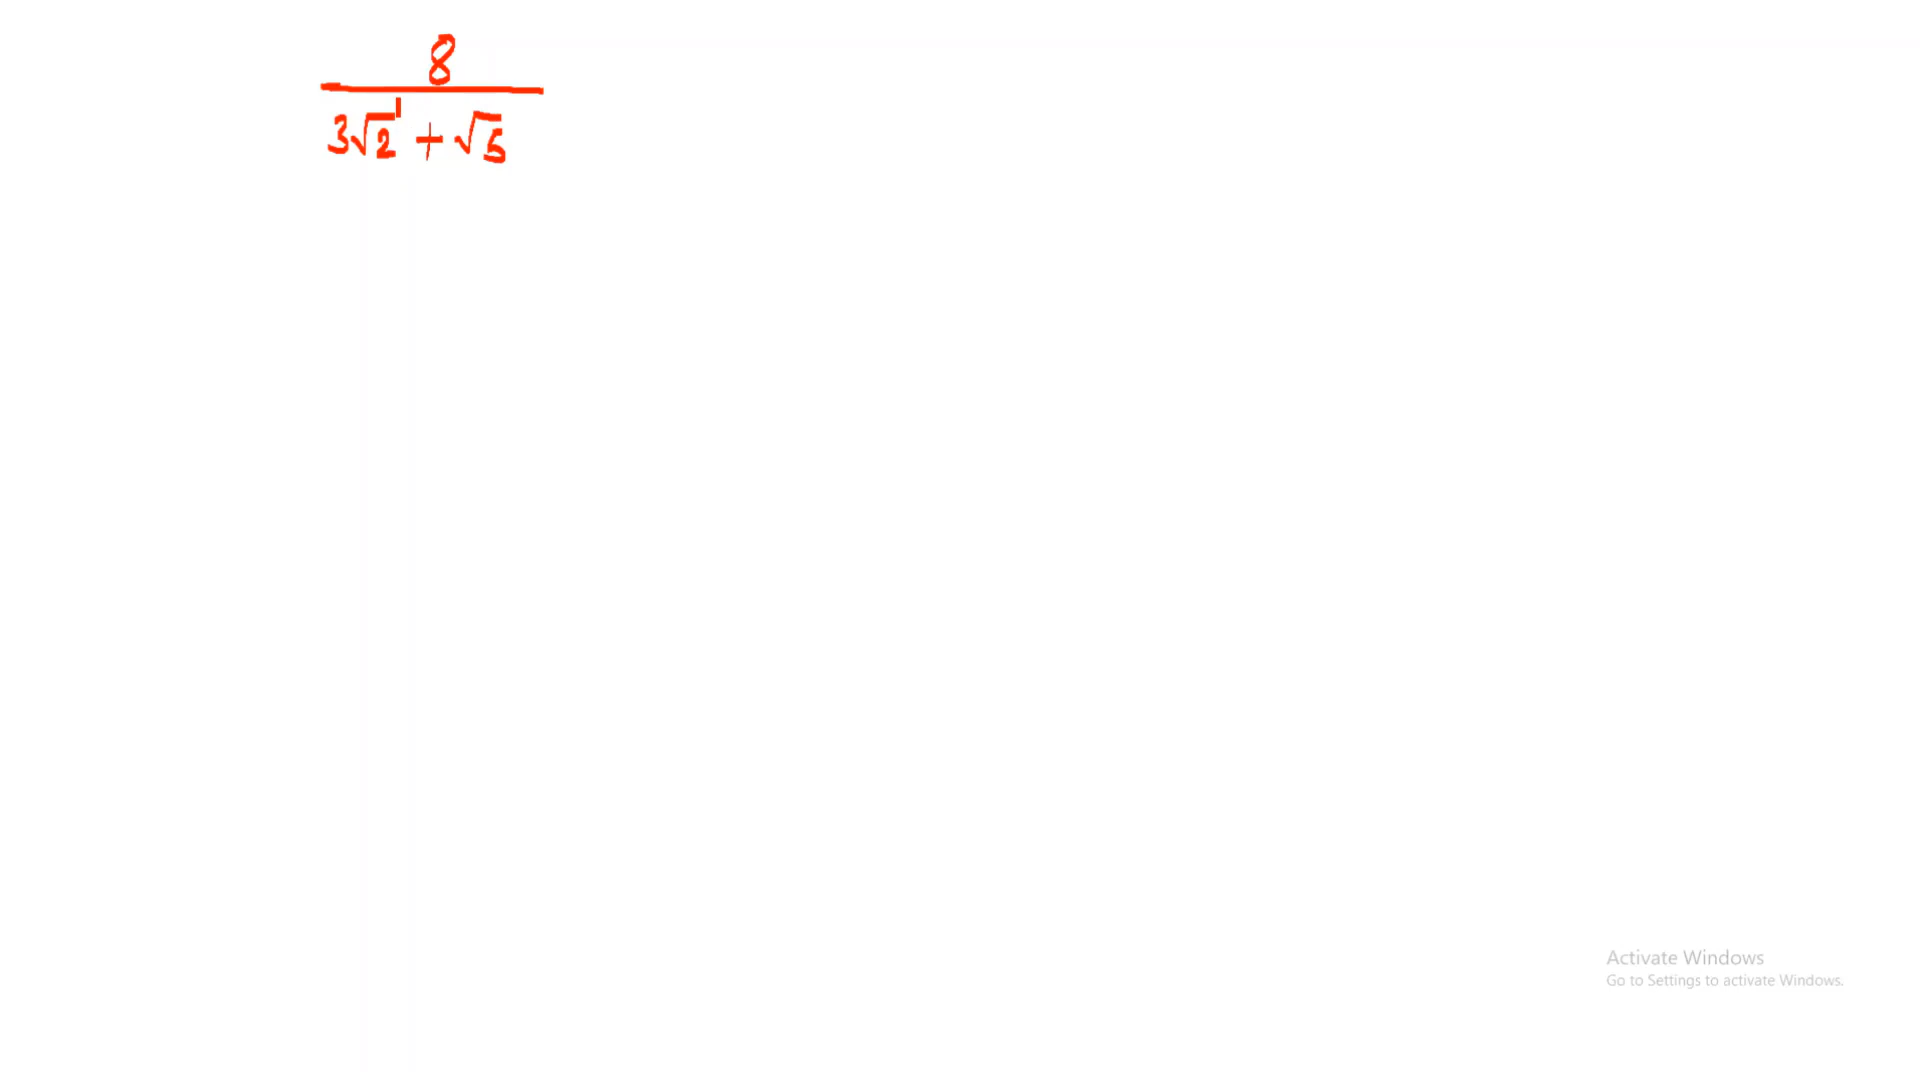 8
3√2 + √5
Activate Windows
Go to Settings to activate Windows.